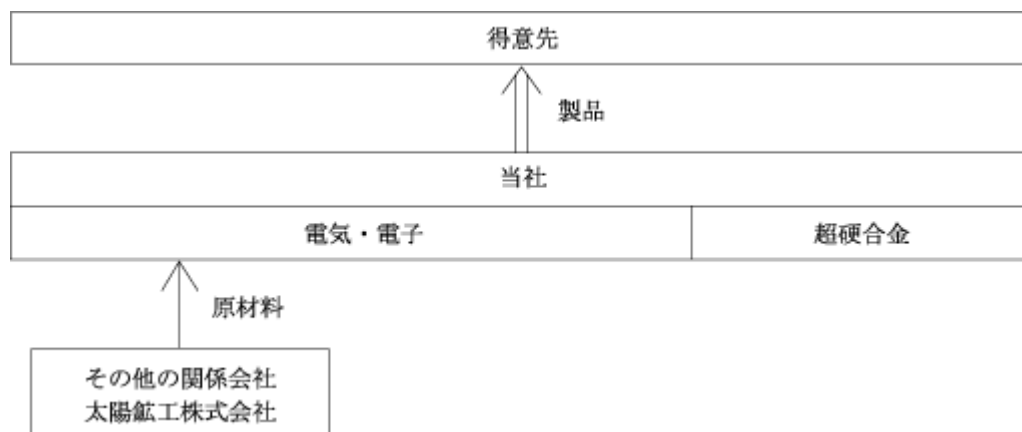 得意先
製品
当社
電気・電子
超硬合金
原材料
その他の関係会社
太陽鉱工株式会社